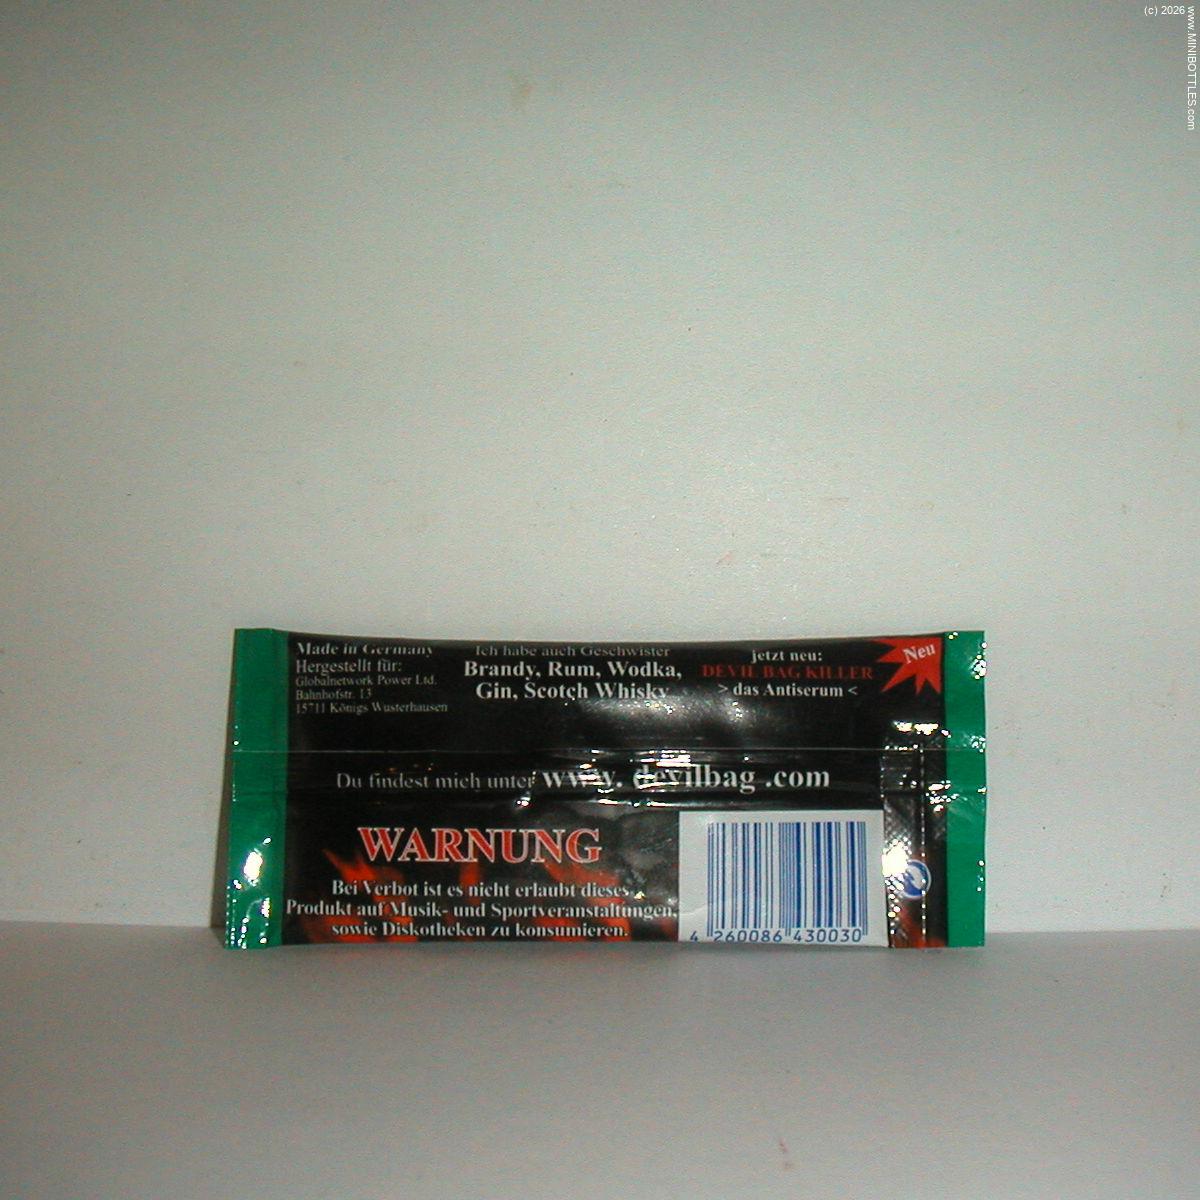 (c) 2026 www.MINIBOTTLES.com
Made in Germany
Hergestellt für:
Globalnetwork Power Ltd.
Bahnhofstr. 13
15711 Königs Wusterhausen
Ich habe auch Geschwister
Brandy, Rum, Wodka,
Gin, Scotch Whisky
jetzt neu:
DEVIL BAG KILLER
> das Antiserum <
Neu
Du findest mich unter www. devilbag .com
WARNUNG
Bei Verbot ist es nicht erlaubt dieses
Produkt auf Musik- und Sportveranstaltungen,
sowie Diskotheken zu konsumieren.
4 260086 430030